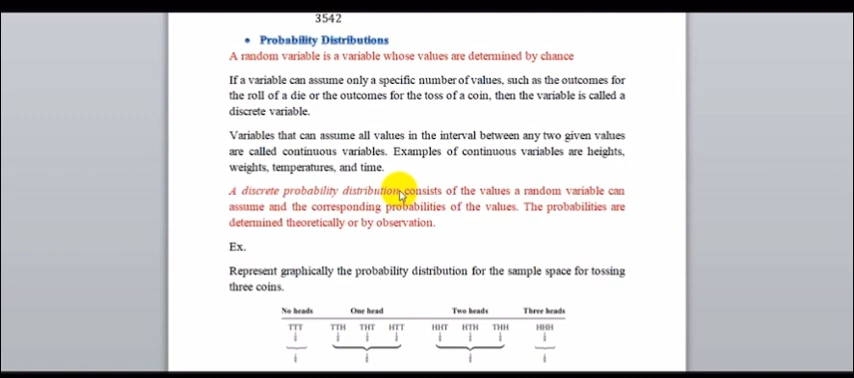 3542
• Probability Distributions
A random variable is a variable whose values are determined by chance
If a variable can assume only a specific number of values, such as the outcomes for
the roll of a die or the outcomes for the toss of a coin, then the variable is called a
discrete variable.
Variables that can assume all values in the interval between any two given values
are called continuous variables. Examples of continuous variables are heights,
weights, temperatures, and time.
A discrete probability distribution consists of the values a random variable can
assume and the corresponding probabilities of the values. The probabilities are
determined theoretically or by observation.
Ex.
Represent graphically the probability distribution for the sample space for tossing
three coins.
No heads One head Two heads Three heads
TTT TTH THT HTT HHT HTH THH HHH